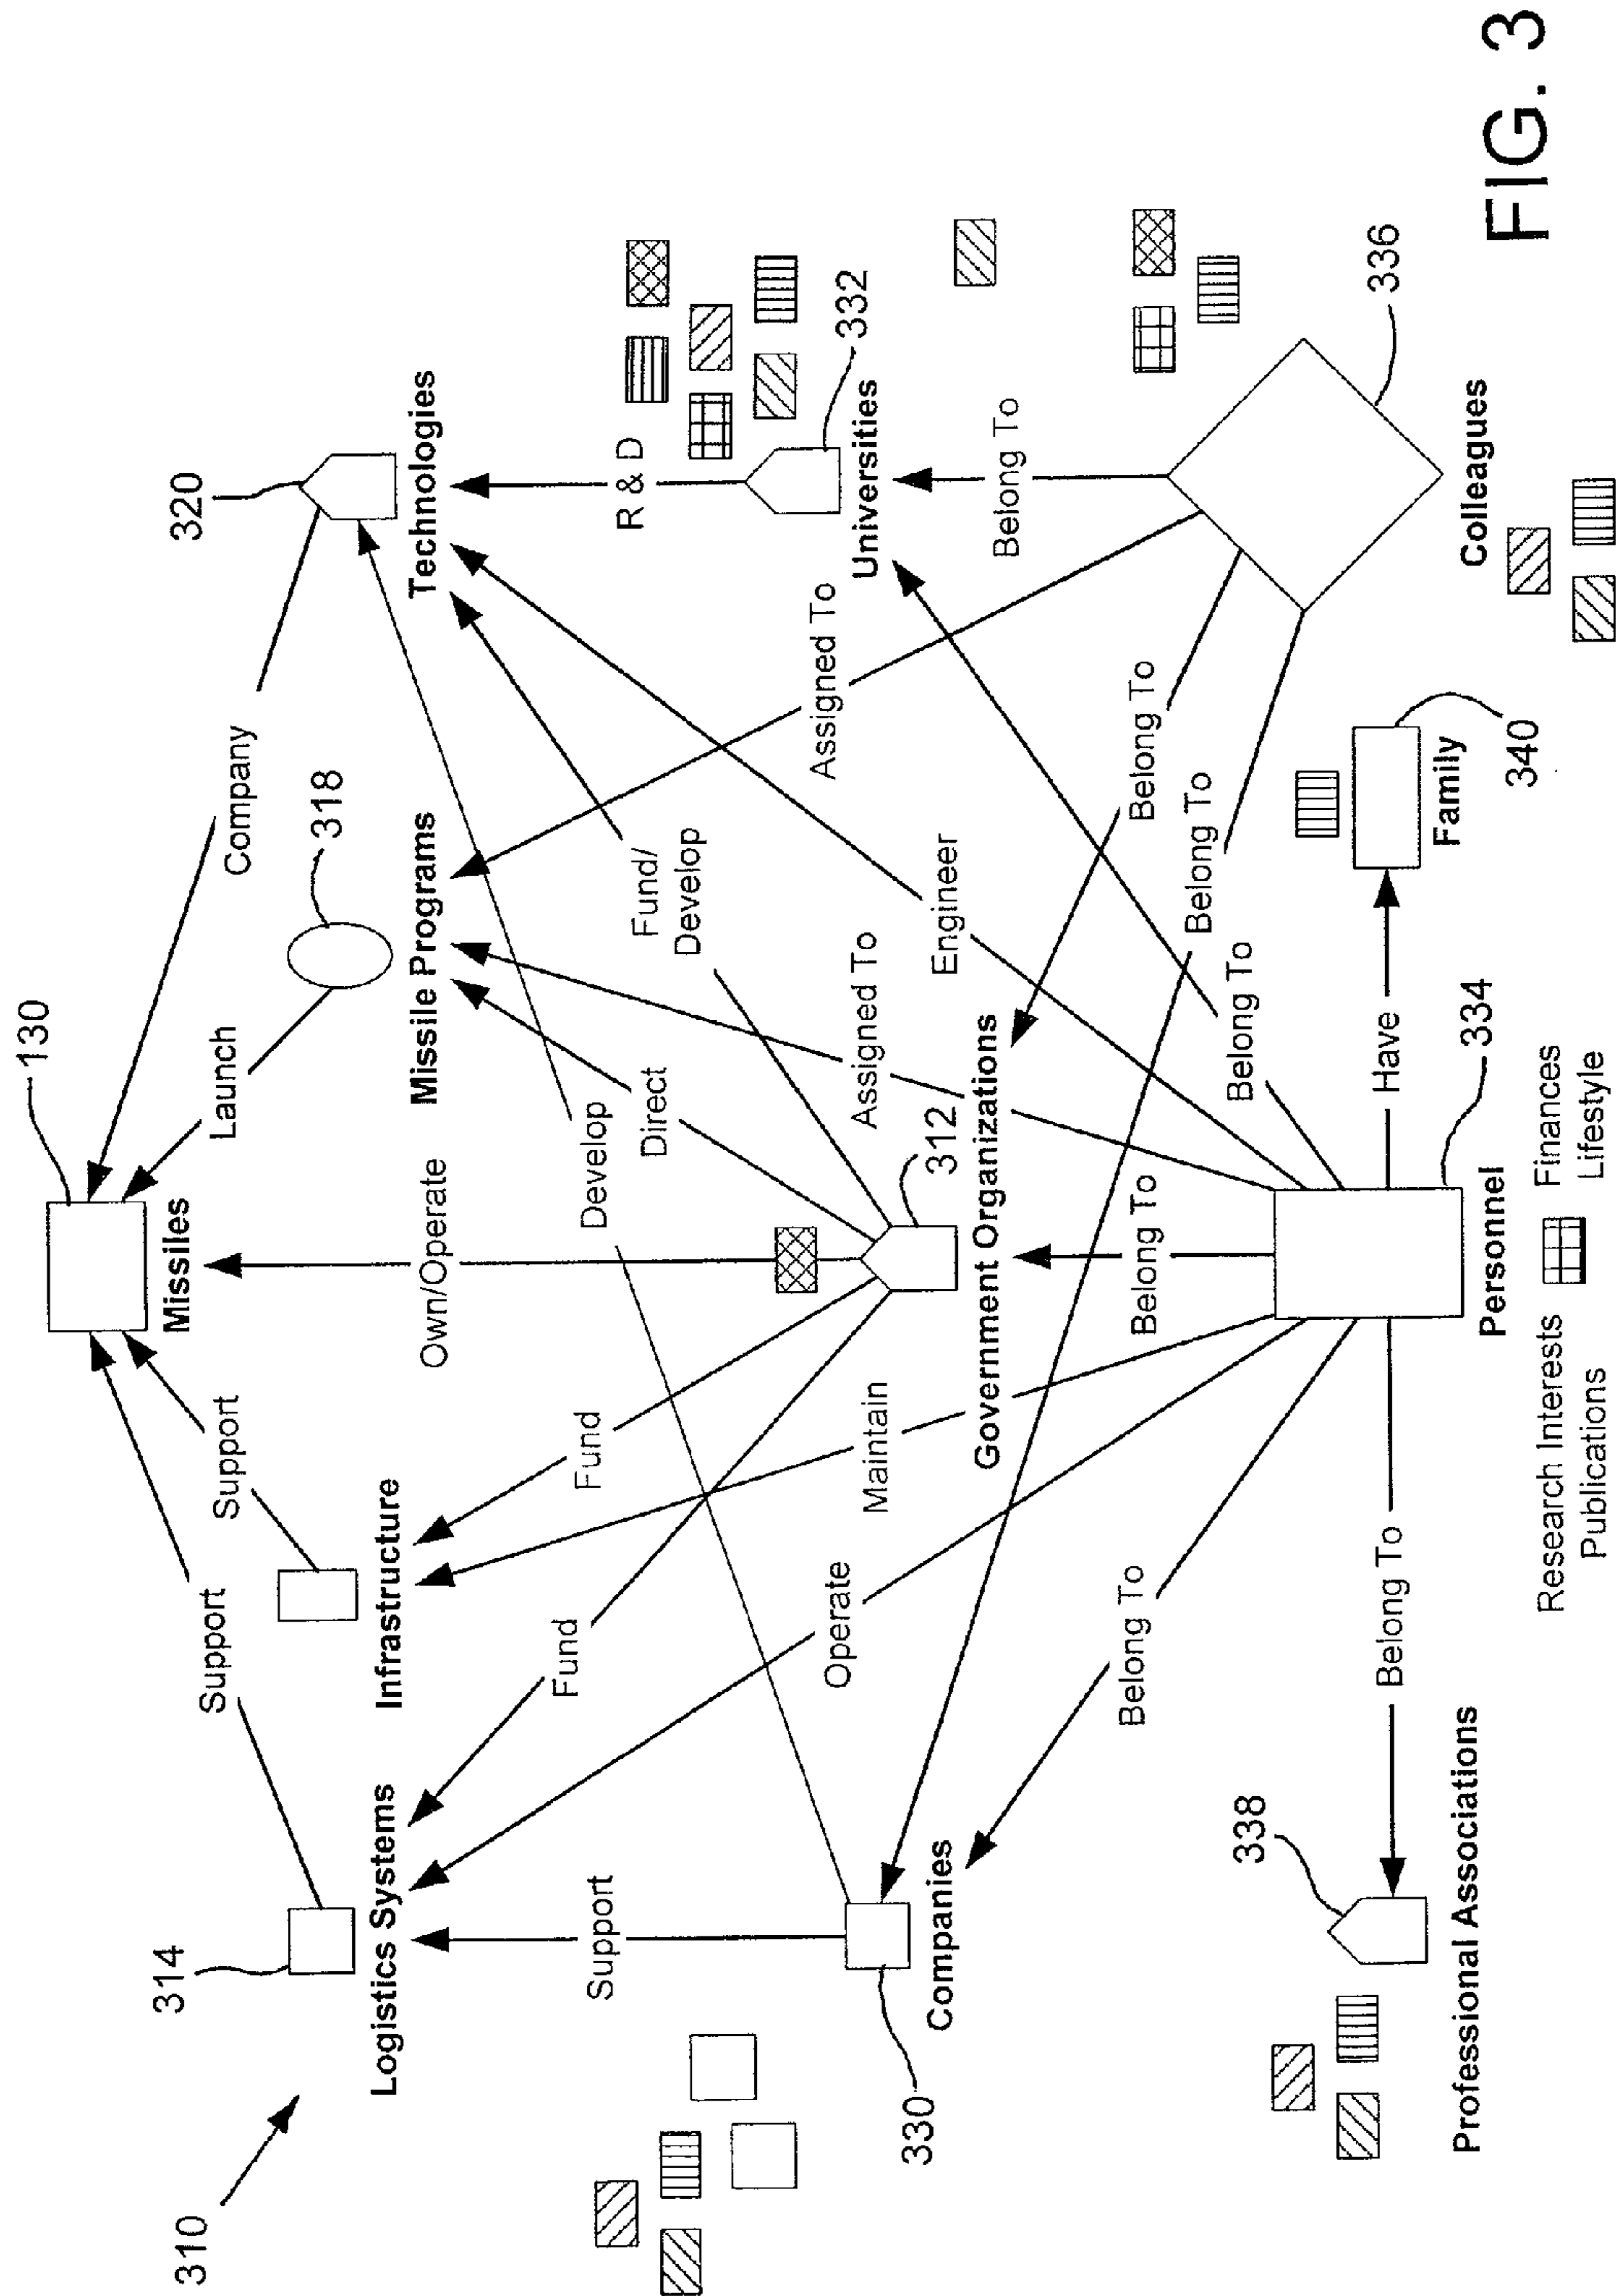 310
130
Missiles
Support
Support
Launch
Company
314
318
320
Logistics Systems
Infrastructure
Missile Programs
Technologies
Own/Operate
Fund
Fund
Develop
Direct
Fund/
Develop
R & D
Support
Operate
Maintain
Assigned To
Engineer
Assigned To
332
330
Companies
312
Government Organizations
Universities
Belong To
Belong To
Belong To
Belong To
Belong To
Belong To
338
Belong To
Have
336
Professional Associations
Personnel
334
Family
340
Colleagues
Research Interests
Finances
Publications
Lifestyle
FIG. 3